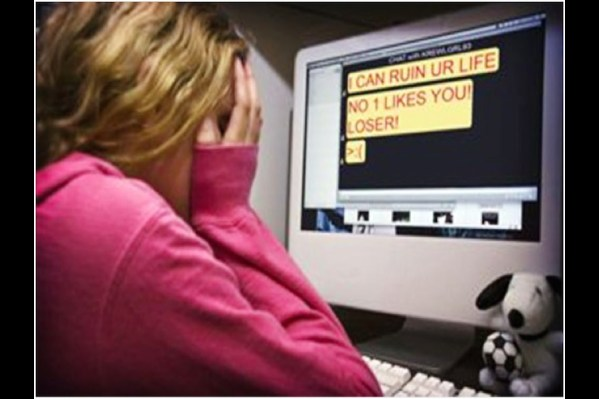 I CAN RUIN UR LIFE
NO 1 LIKES YOU!
LOSER!
>:(